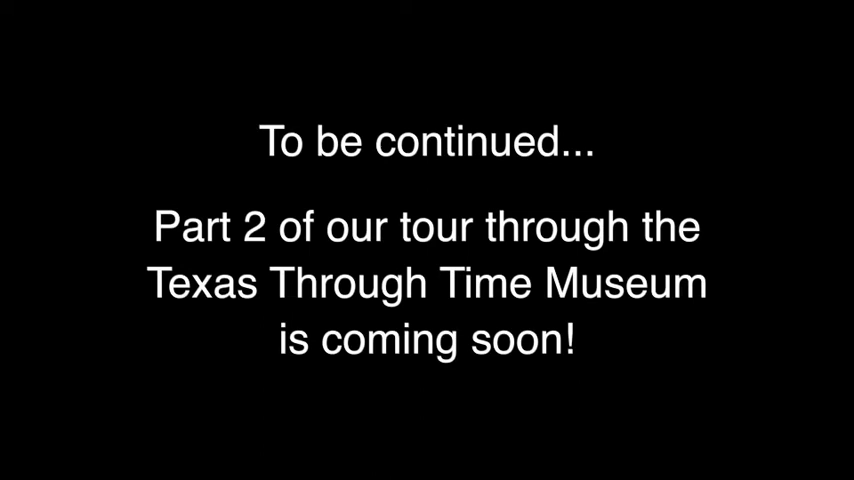 To be continued...
Part 2 of our tour through the
Texas Through Time Museum
is coming soon!